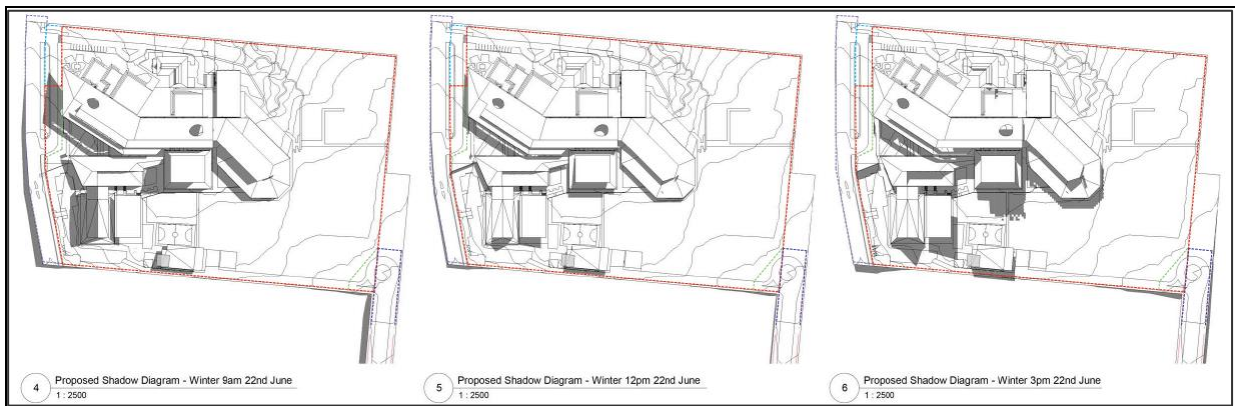 4 Proposed Shadow Diagram - Winter 9am 22nd June
1 : 2500
5 Proposed Shadow Diagram - Winter 12pm 22nd June
1 : 2500
6 Proposed Shadow Diagram - Winter 3pm 22nd June
1 : 2500